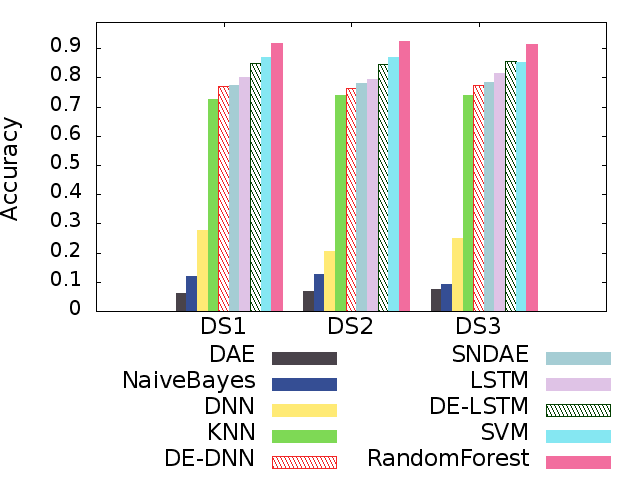 0.9
0.8
0.7
0.6
0.5
0.4
0.3
0.2
0.1
0
Accuracy
DS1 DS2 DS3
DAE
NaiveBayes
DNN
KNN
DE-DNN
SNDAE
LSTM
DE-LSTM
SVM
RandomForest